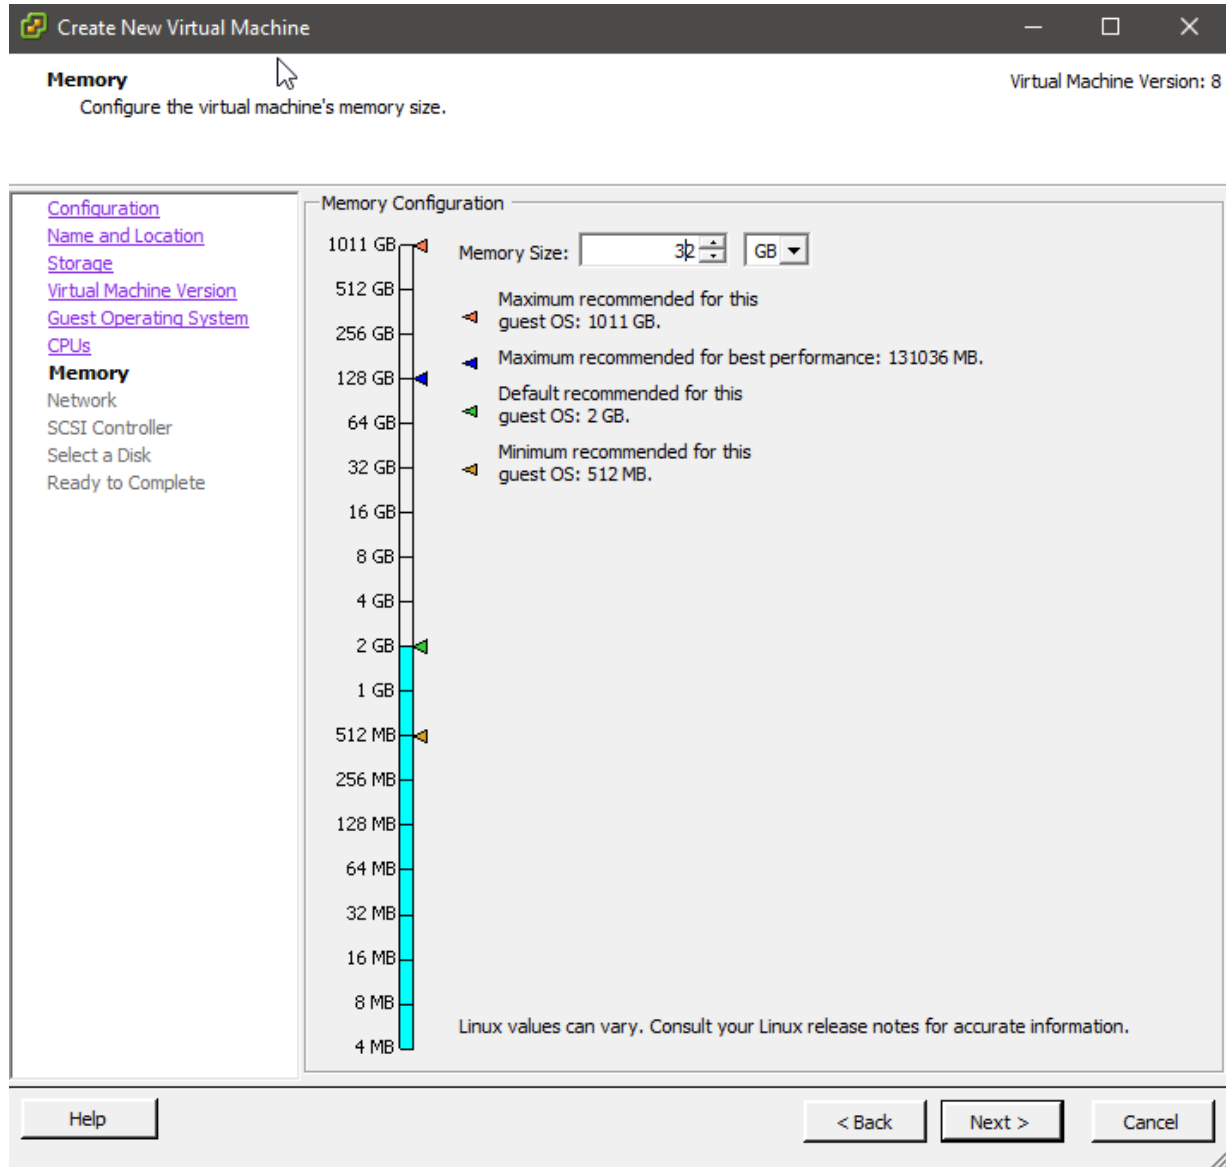 Create New Virtual Machine
Memory
Configure the virtual machine's memory size.
Virtual Machine Version: 8
Configuration
Name and Location
Storage
Virtual Machine Version
Guest Operating System
CPUs
Memory
Network
SCSI Controller
Select a Disk
Ready to Complete
Memory Configuration
1011 GB
512 GB
256 GB
128 GB
64 GB
32 GB
16 GB
8 GB
4 GB
2 GB
1 GB
512 MB
256 MB
128 MB
64 MB
32 MB
16 MB
8 MB
4 MB
Memory Size: 32 GB
Maximum recommended for this
guest OS: 1011 GB.
Maximum recommended for best performance: 131036 MB.
Default recommended for this
guest OS: 2 GB.
Minimum recommended for this
guest OS: 512 MB.
Linux values can vary. Consult your Linux release notes for accurate information.
Help
< Back
Next >
Cancel